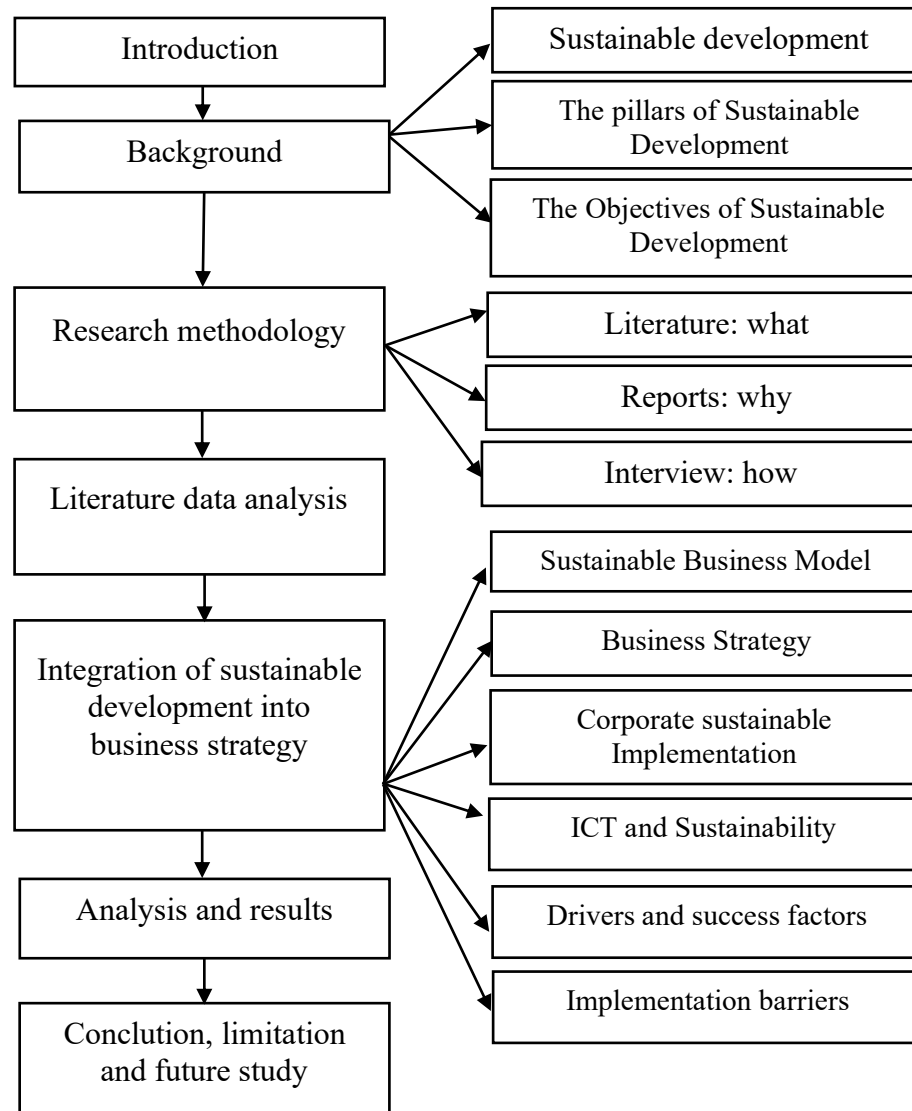 Introduction
Background
Sustainable development
The pillars of Sustainable
Development
The Objectives of Sustainable
Development
Research methodology
Literature: what
Reports: why
Interview: how
Literature data analysis
Integration of sustainable
development into
business strategy
Sustainable Business Model
Business Strategy
Corporate sustainable
Implementation
ICT and Sustainability
Drivers and success factors
Implementation barriers
Analysis and results
Conclution, limitation
and future study